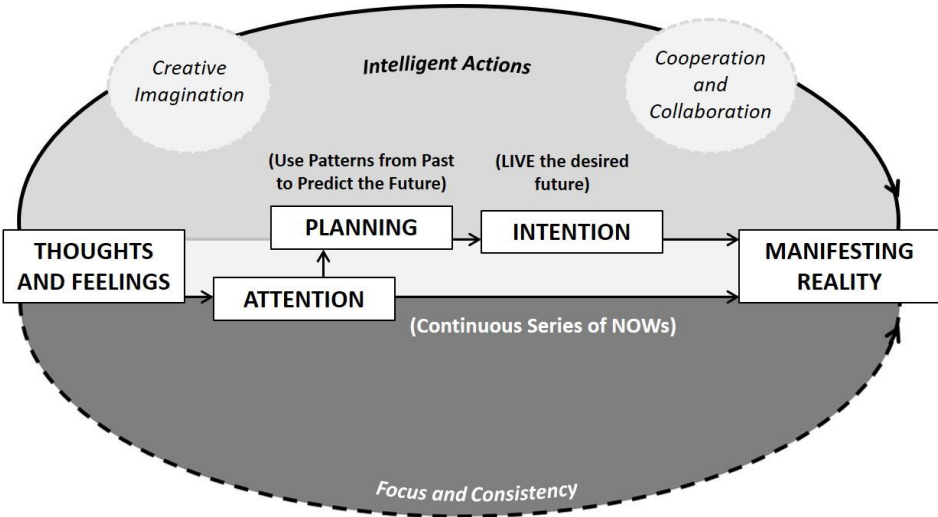 Creative
Imagination
Intelligent Actions
Cooperation
and
Collaboration
(Use Patterns from Past
to Predict the Future)
(LIVE the desired
future)
PLANNING
INTENTION
THOUGHTS
AND FEELINGS
MANIFESTING
REALITY
ATTENTION
(Continuous Series of NOWs)
Focus and Consistency